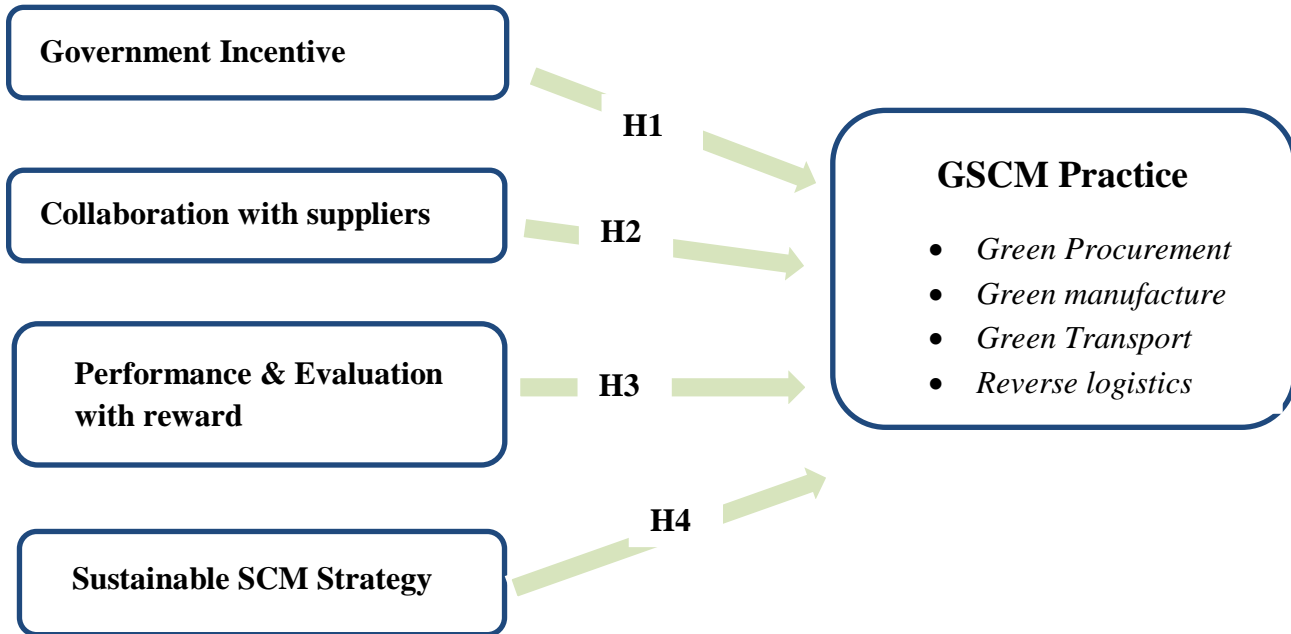 Government Incentive
H1
Collaboration with suppliers
H2
Performance & Evaluation
with reward
H3
Sustainable SCM Strategy
H4
GSCM Practice
• Green Procurement
• Green manufacture
• Green Transport
• Reverse logistics